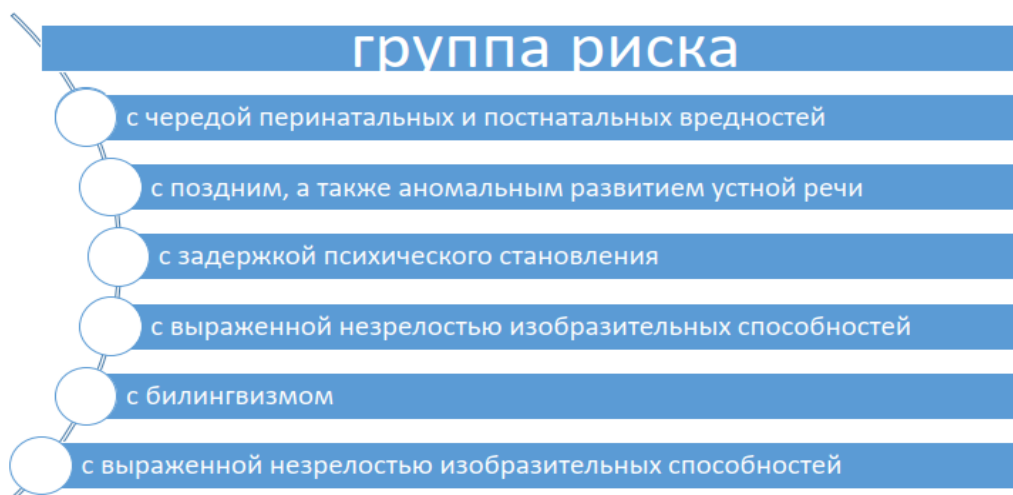 группа риска
с чередой перинатальных и постнатальных вредностей
с поздним, а также аномальным развитием устной речи
с задержкой психического становления
с выраженной незрелостью изобразительных способностей
с билингвизмом
с выраженной незрелостью изобразительных способностей